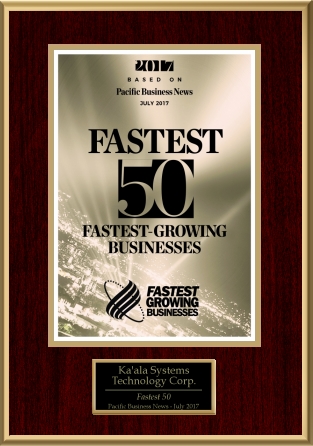 2017
BASED ON
Pacific Business News
JULY 2017
FASTEST
50
FASTEST-GROWING
BUSINESSES
FASTEST
GROWING
BUSINESSES
Ka'ala Systems
Technology Corp.
Fastest 50
Pacific Business News - July 2017